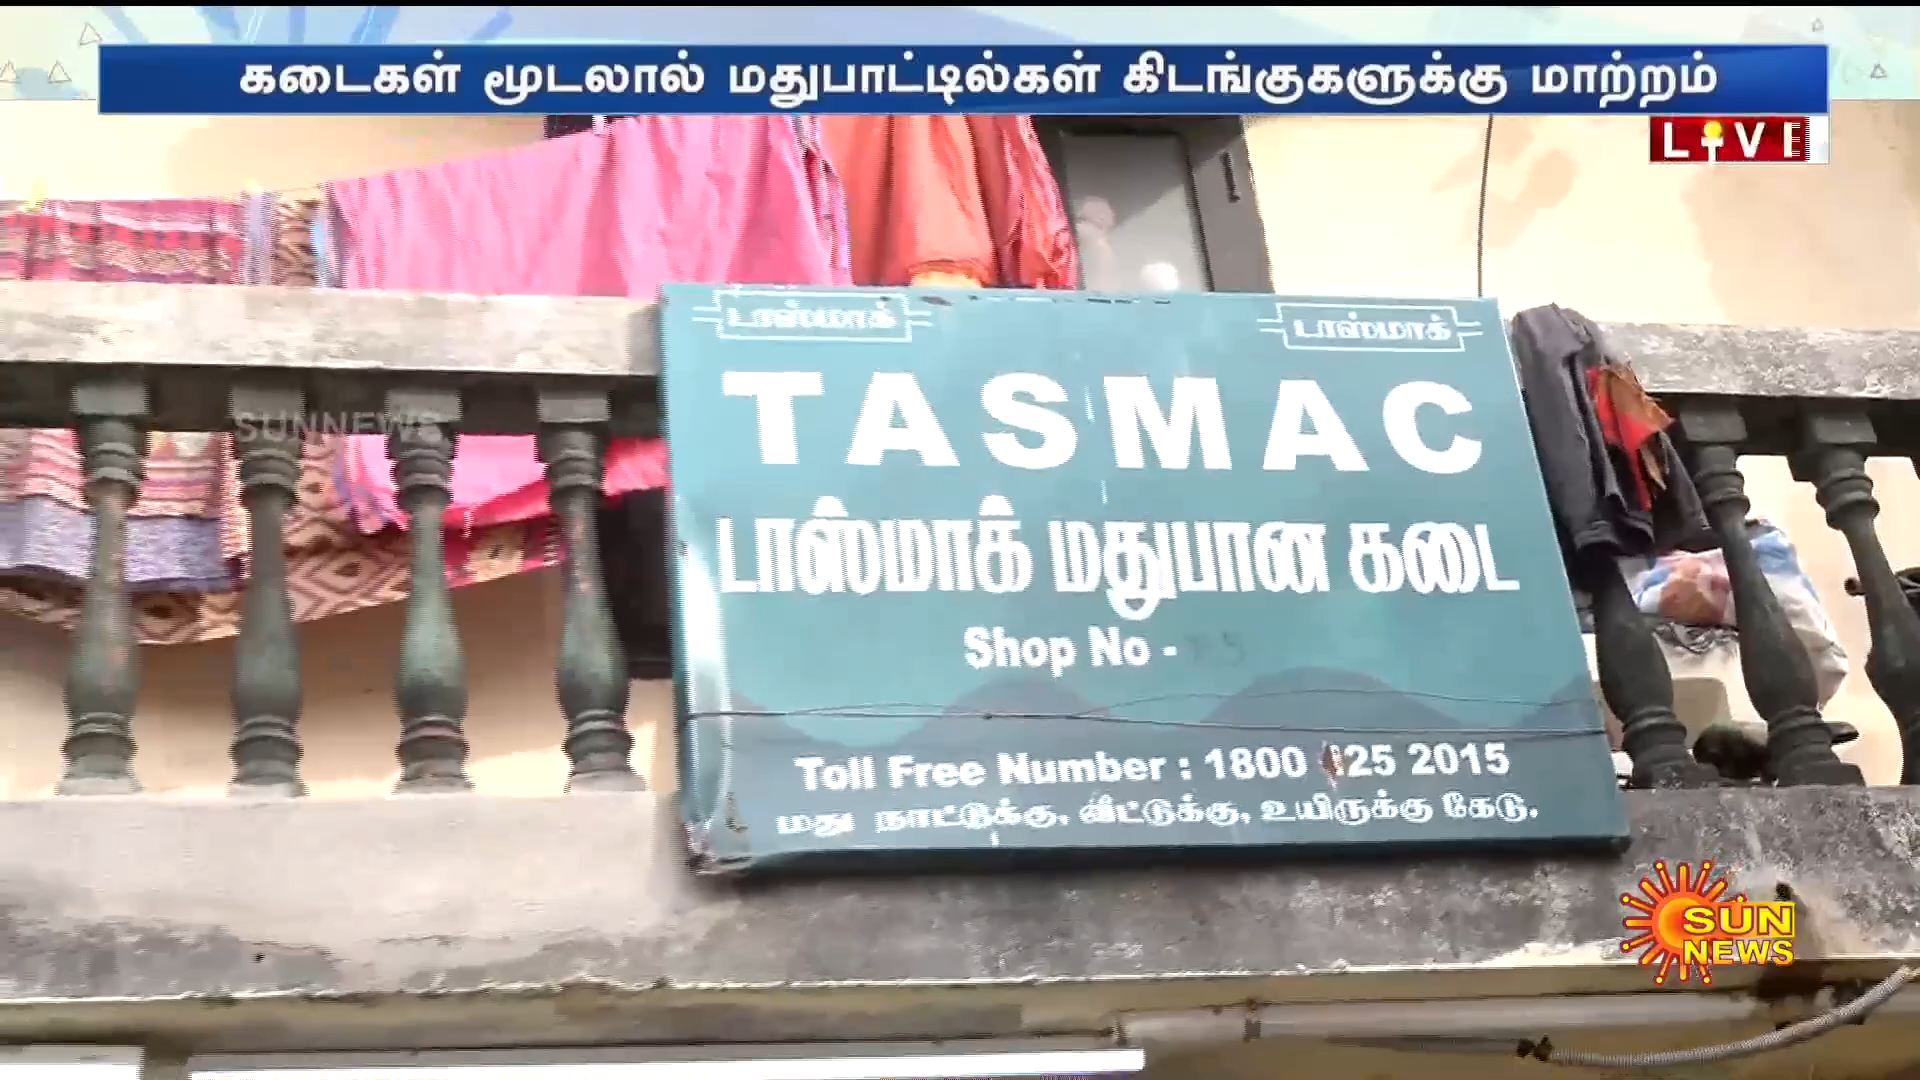 கடைகள் மூடலால் மதுபாட்டில்கள் கிடங்குகளுக்கு மாற்றம்
LIVE
டாஸ்மாக்
டாஸ்மாக்
TASMAC
SUNNEWS
டாஸ்மாக் மதுபான கடை
Shop No -
Toll Free Number : 1800 425 2015
மது நாட்டுக்கு, வீட்டுக்கு, உயிருக்கு கேடு.
SUN
NEWS